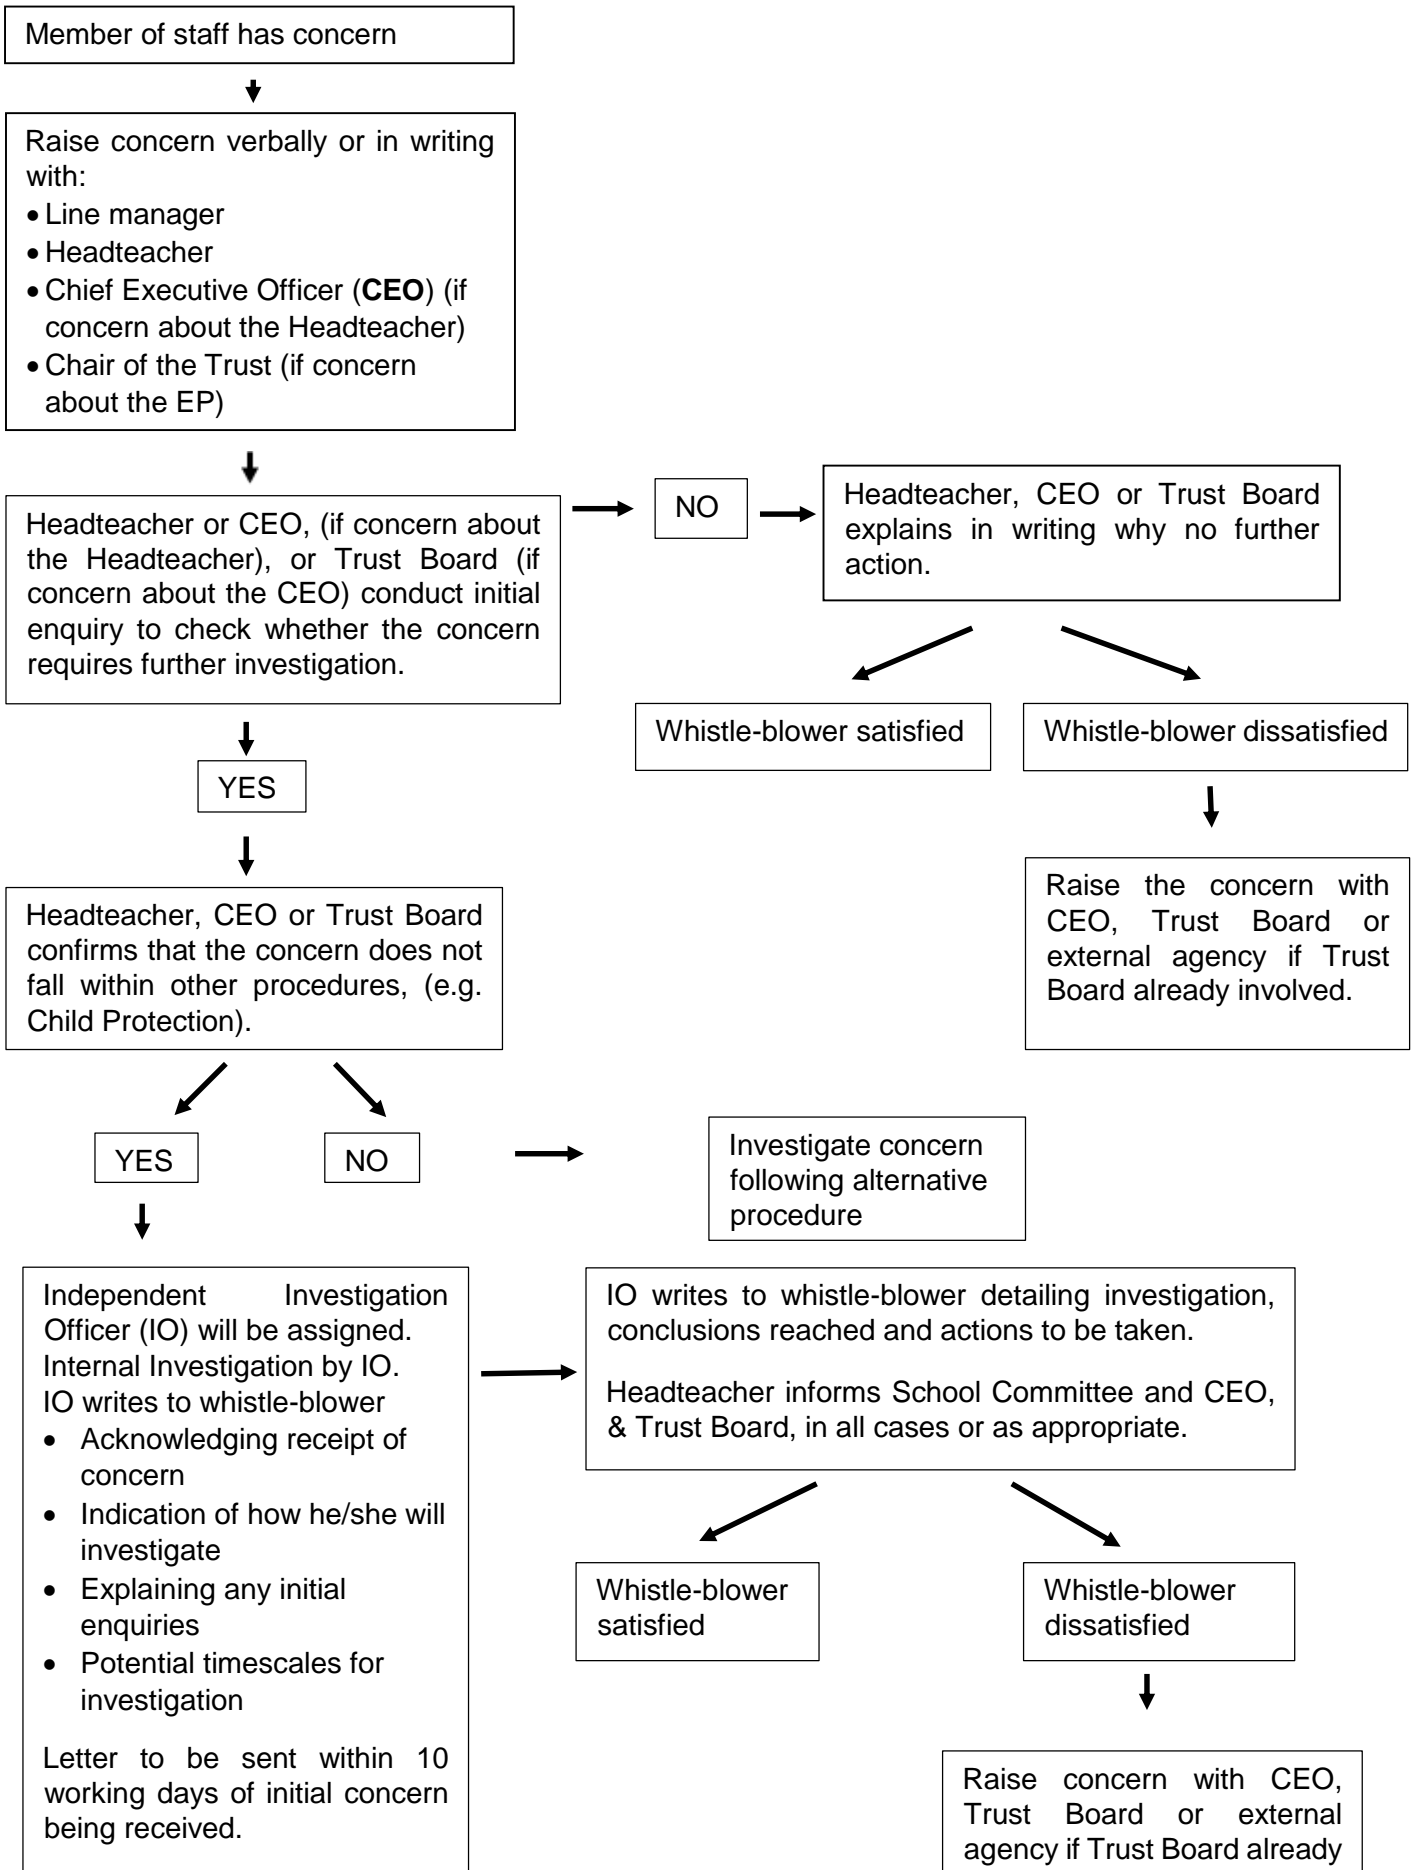 Member of staff has concern
Raise concern verbally or in writing
with:
• Line manager
• Headteacher
• Chief Executive Officer (CEO) (if
concern about the Headteacher)
• Chair of the Trust (if concern
about the EP)
Headteacher or CEO, (if concern about
the Headteacher), or Trust Board (if
concern about the CEO) conduct initial
enquiry to check whether the concern
requires further investigation.
NO
Headteacher, CEO or Trust Board
explains in writing why no further
action.
Whistle-blower satisfied
Whistle-blower dissatisfied
Raise the concern with
CEO, Trust Board or
external agency if Trust
Board already involved.
YES
Headteacher, CEO or Trust Board
confirms that the concern does not
fall within other procedures, (e.g.
Child Protection).
YES
NO
Investigate concern
following alternative
procedure
Independent Investigation
Officer (IO) will be assigned.
Internal Investigation by IO.
IO writes to whistle-blower
• Acknowledging receipt of
concern
• Indication of how he/she will
investigate
• Explaining any initial
enquiries
• Potential timescales for
investigation
Letter to be sent within 10
working days of initial concern
being received.
IO writes to whistle-blower detailing investigation,
conclusions reached and actions to be taken.
Headteacher informs School Committee and CEO,
& Trust Board, in all cases or as appropriate.
Whistle-blower
satisfied
Whistle-blower
dissatisfied
Raise concern with CEO,
Trust Board or external
agency if Trust Board already